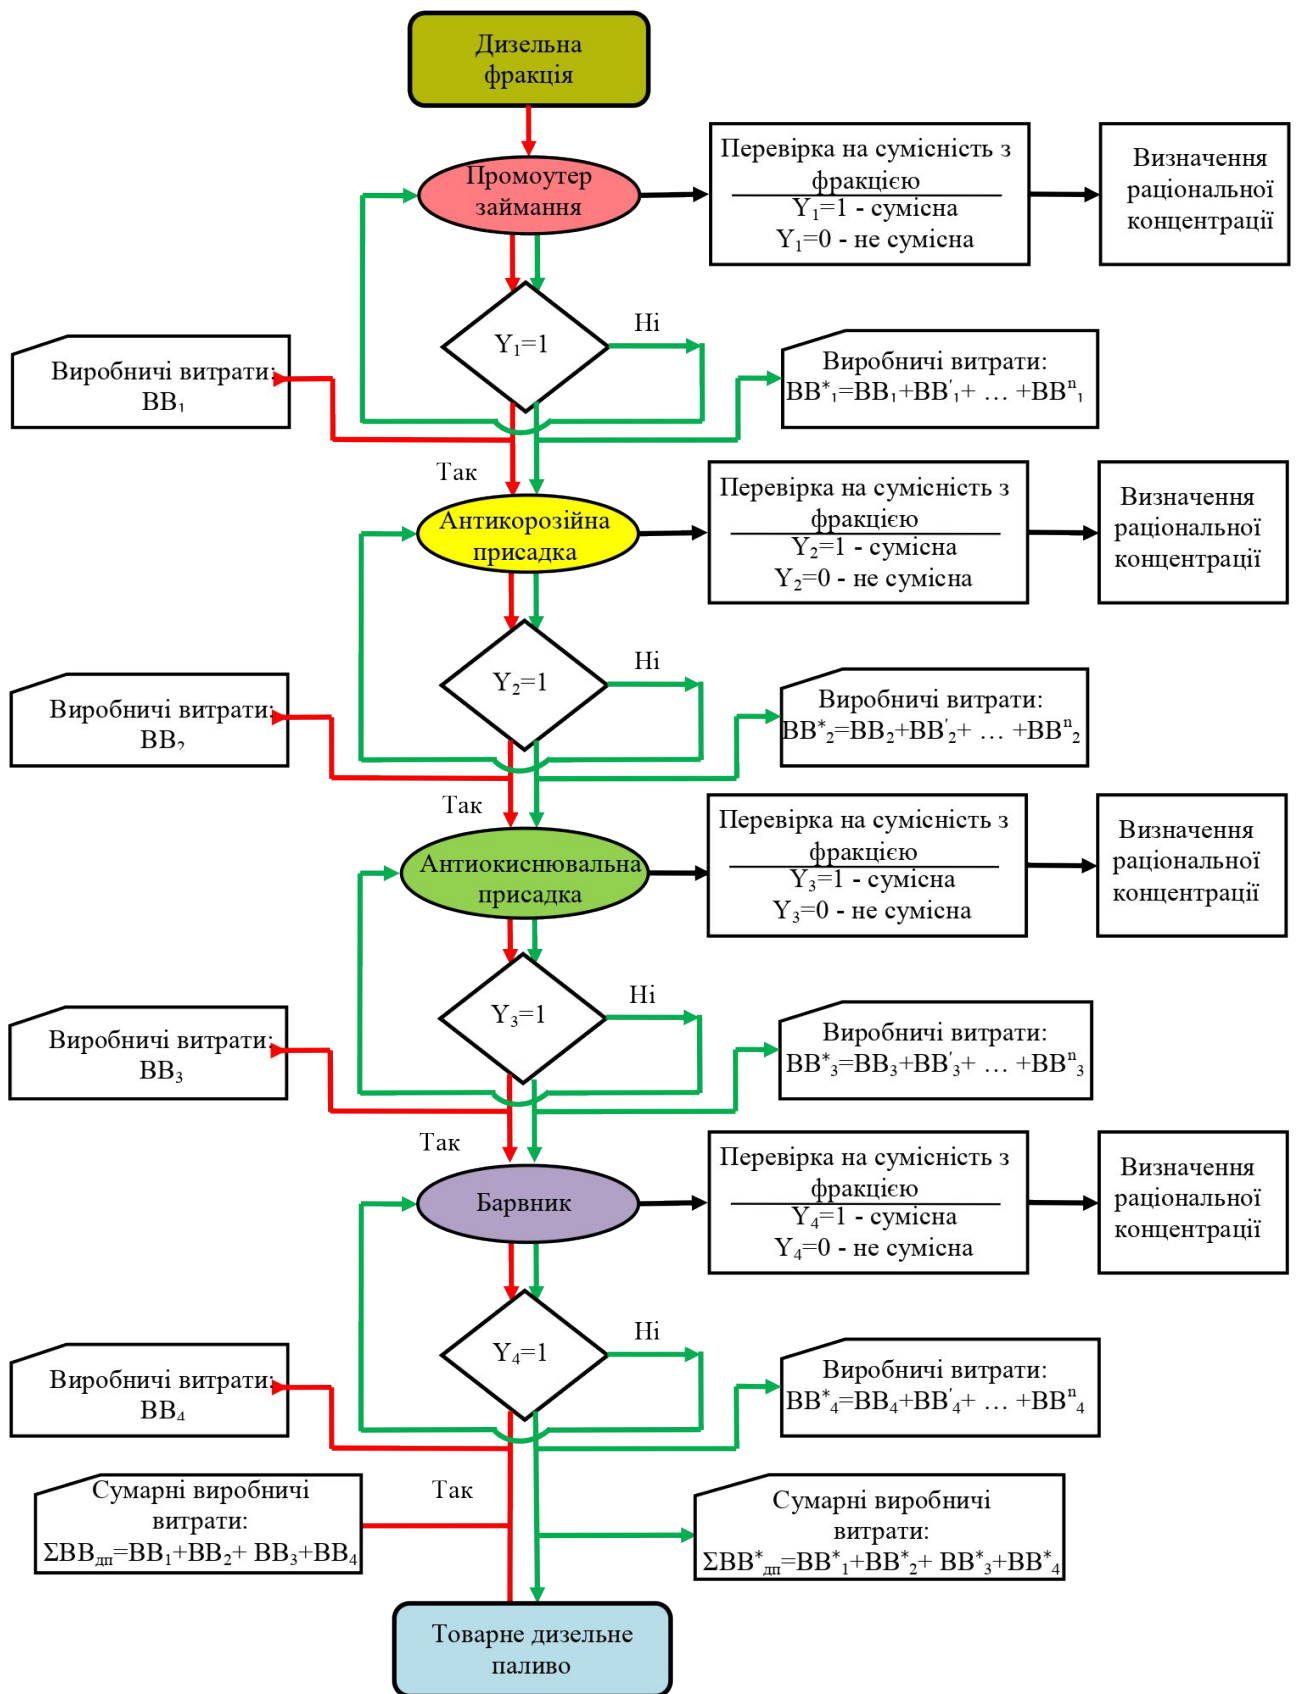 Дизельна
фракція
Промоутер
займання
Перевірка на сумісність з
фракцією
Y₁=1 - сумісна
Y₁=0 - не сумісна
Визначення
раціональної
концентрації
Y₁=1
Ні
Виробничі витрати:
ВВ₁
Виробничі витрати:
ВВ*₁=ВВ₁+ВВ'₁+ … +ВВⁿ₁
Так
Антикорозійна
присадка
Перевірка на сумісність з
фракцією
Y₂=1 - сумісна
Y₂=0 - не сумісна
Визначення
раціональної
концентрації
Y₂=1
Ні
Виробничі витрати:
ВВ₂
Виробничі витрати:
ВВ*₂=ВВ₂+ВВ'₂+ … +ВВⁿ₂
Так
Антиокиснювальна
присадка
Перевірка на сумісність з
фракцією
Y₃=1 - сумісна
Y₃=0 - не сумісна
Визначення
раціональної
концентрації
Y₃=1
Ні
Виробничі витрати:
ВВ₃
Виробничі витрати:
ВВ*₃=ВВ₃+ВВ'₃+ … +ВВⁿ₃
Так
Барвник
Перевірка на сумісність з
фракцією
Y₄=1 - сумісна
Y₄=0 - не сумісна
Визначення
раціональної
концентрації
Y₄=1
Ні
Виробничі витрати:
ВВ₄
Виробничі витрати:
ВВ*₄=ВВ₄+ВВ'₄+ … +ВВⁿ₄
Так
Сумарні виробничі
витрати:
ΣВВдп=ВВ₁+ВВ₂+ ВВ₃+ВВ₄
Сумарні виробничі
витрати:
ΣВВ*дп=ВВ*₁+ВВ*₂+ ВВ*₃+ВВ*₄
Товарне дизельне
паливо